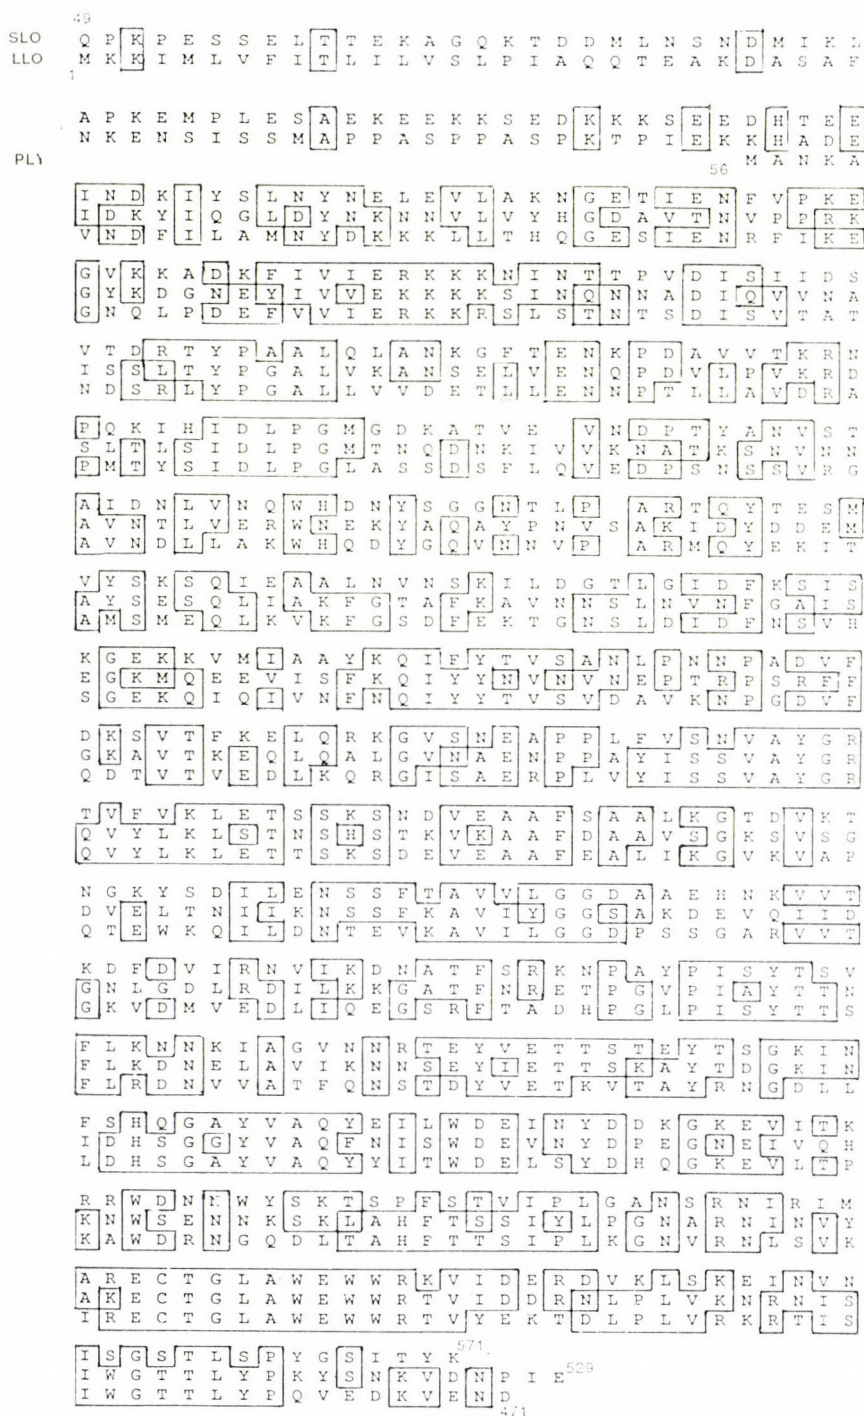 49
SLO Q P K P E S S E L T T E K A G Q K T D D M L N S N D M I K L
LLO M K K I M L V F I T L I L V S L P I A Q Q T E A K D A S A F
1
A P K E M P L E S A E K E E K K S E D K K K S E E D H T E E
N K E N S I S S M A P P A S P P A S P K T P I E K K H A D E
PLY M A N K A
56
I N D K I Y S L N Y N E L E V L A K N G E T I E N F V P K E
I D K Y I Q G L D Y N K N N V L V Y H G D A V T N V P P R K
V N D F I L A M N Y D K K K L L T H Q G E S I E N R F I K E
G V K K A D K F I V I E R K K K N I N T T P V D I S I I D S
G Y K D G N E Y I V V E K K K K S I N Q N N A D I Q V V N A
G N Q L P D E F V V I E R K K R S L S T N T S D I S V T A T
V T D R T Y P A A L Q L A N K G F T E N K P D A V V T K R N
I S S L T Y P G A L V K A N S E L V E N Q P D V L P V K R D
N D S R L Y P G A L L V V D E T L L E N N P T L L A V D R A
P Q K I H I D L P G M G D K A T V E V N D P T Y A N V S T
S L T L S I D L P G M T N Q D N K I V V K N A T K S N V N N
P M T Y S I D L P G L A S S D S F L Q V E D P S N S S V R G
A I D N L V N Q W H D N Y S G G N T L P A R T Q Y T E S M
A V N T L V E R W N E K Y A Q A Y P N V S A K I D Y D D E M
A V N D L L A K W H Q D Y G Q V N N V P A R M Q Y E K I T
V Y S K S Q I E A A L N V N S K I L D G T L G I D F K S I S
A Y S E S Q L I A K F G T A F K A V N N S L N V N F G A I S
A M S M E Q L K V K F G S D F E K T G N S L D I D F N S V H
K G E K K V M I A A Y K Q I F Y T V S A N L P N N P A D V F
E G K M Q E E V I S F K Q I Y Y N V N V N E P T R P S R F F
S G E K Q I Q I V N F N Q I Y Y T V S V D A V K N P G D V F
D K S V T F K E L Q R K G V S N E A P P L F V S N V A Y G R
G K A V T K E Q L Q A L G V N A E N P P A Y I S S V A Y G R
Q D T V T V E D L K Q R G I S A E R P L V Y I S S V A Y G R
T V F V K L E T S S K S N D V E A A F S A A L K G T D V K T
Q V Y L K L S T N S H S T K V K A A F D A A V S G K S V S G
Q V Y L K L E T T S K S D E V E A A F E A L I K G V K V A P
N G K Y S D I L E N S S F T A V V L G G D A A E H N K V V T
D V E L T N I I K N S S F K A V I Y G G S A K D E V Q I I D
Q T E W K Q I L D N T E V K A V I L G G D P S S G A R V V T
K D F D V I R N V I K D N A T F S R K N P A Y P I S Y T S V
G N L G D L R D I L K K G A T F N R E T P G V P I A Y T T N
G K V D M V E D L I Q E G S R F T A D H P G L P I S Y T T S
F L K N N K I A G V N N R T E Y V E T T S T E Y T S G K I N
F L K D N E L A V I K N N S E Y I E T T S K A Y T D G K I N
F L R D N V V A T F Q N S T D Y V E T K V T A Y R N G D L L
F S H Q G A Y V A Q Y E I L W D E I N Y D D K G K E V I T K
I D H S G G Y V A Q F N I S W D E V N Y D P E G N E I V Q H
L D H S G A Y V A Q Y Y I T W D E L S Y D H Q G K E V L T P
R R W D N N W Y S K T S P F S T V I P L G A N S R N I R I M
K N W S E N N K S K L A H F T S S I Y L P G N A R N I N V Y
K A W D R N G Q D L T A H F T T S I P L K G N V R N L S V K
A R E C T G L A W E W W R K V I D E R D V K L S K E I N V N
A K E C T G L A W E W W R T V I D D R N L P L V K N R N I S
I R E C T G L A W E W W R T V Y E K T D L P L V R K R T I S
I S G S T L S P Y G S I T Y K 571
I W G T T L Y P K Y S N K V D N P I E 529
I W G T T L Y P Q V E D K V E N D
471